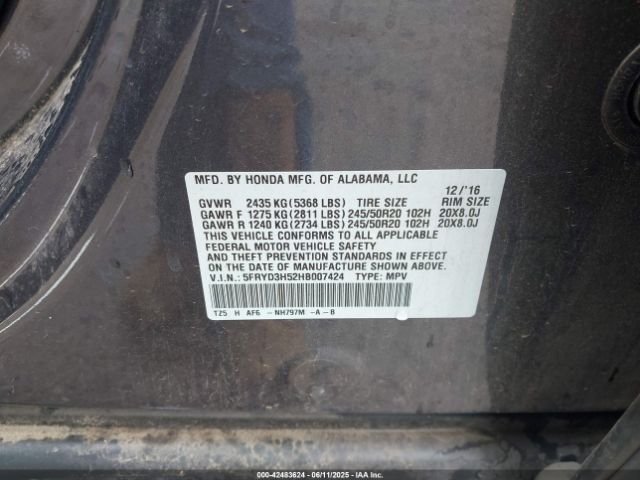 MFD. BY HONDA MFG. OF ALABAMA, LLC 12/'16
GVWR 2435 KG(5368 LBS) TIRE SIZE RIM SIZE
GAWR F 1275 KG(2811 LBS) 245/50R20 102H 20X8.0J
GAWR R 1240 KG(2734 LBS) 245/50R20 102H 20X8.0J
THIS VEHICLE CONFORMS TO ALL APPLICABLE
FEDERAL MOTOR VEHICLE SAFETY
AND THEFT PREVENTION STANDARDS IN EFFECT
ON THE DATE OF MANUFACTURE SHOWN ABOVE.
V.I.N.: 5FRYD3H52HB007424 TYPE: MPV
TZ5 H AF6 -NH797M -A-B
00-42483624 - 06/11/2025 - COPYRIGHT IAA, LLC